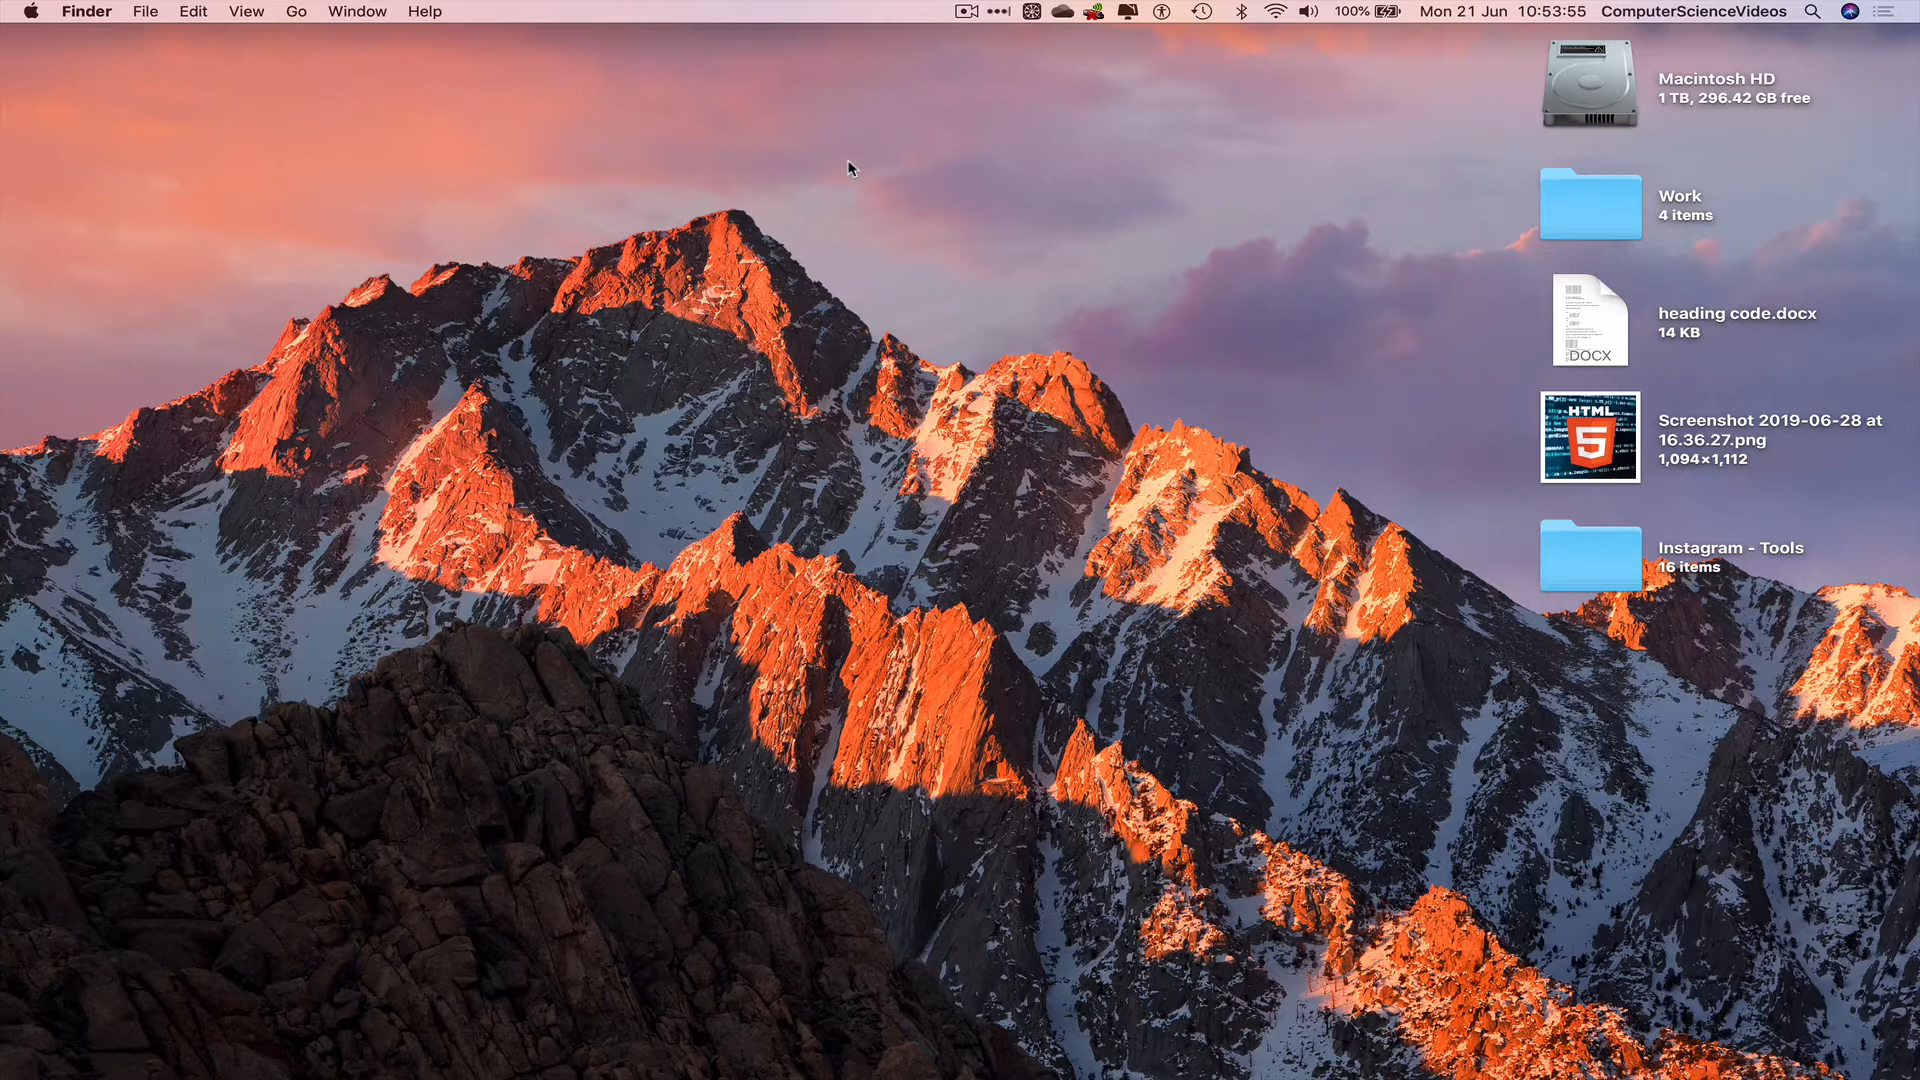 Finder File Edit View Go Window Help
100% Mon 21 Jun 10:53:55 ComputerScienceVideos
Macintosh HD
1 TB, 296.42 GB free
Work
4 items
DOCX
heading code.docx
14 KB
HTML
5
Screenshot 2019-06-28 at
16.36.27.png
1,094×1,112
Instagram - Tools
16 items